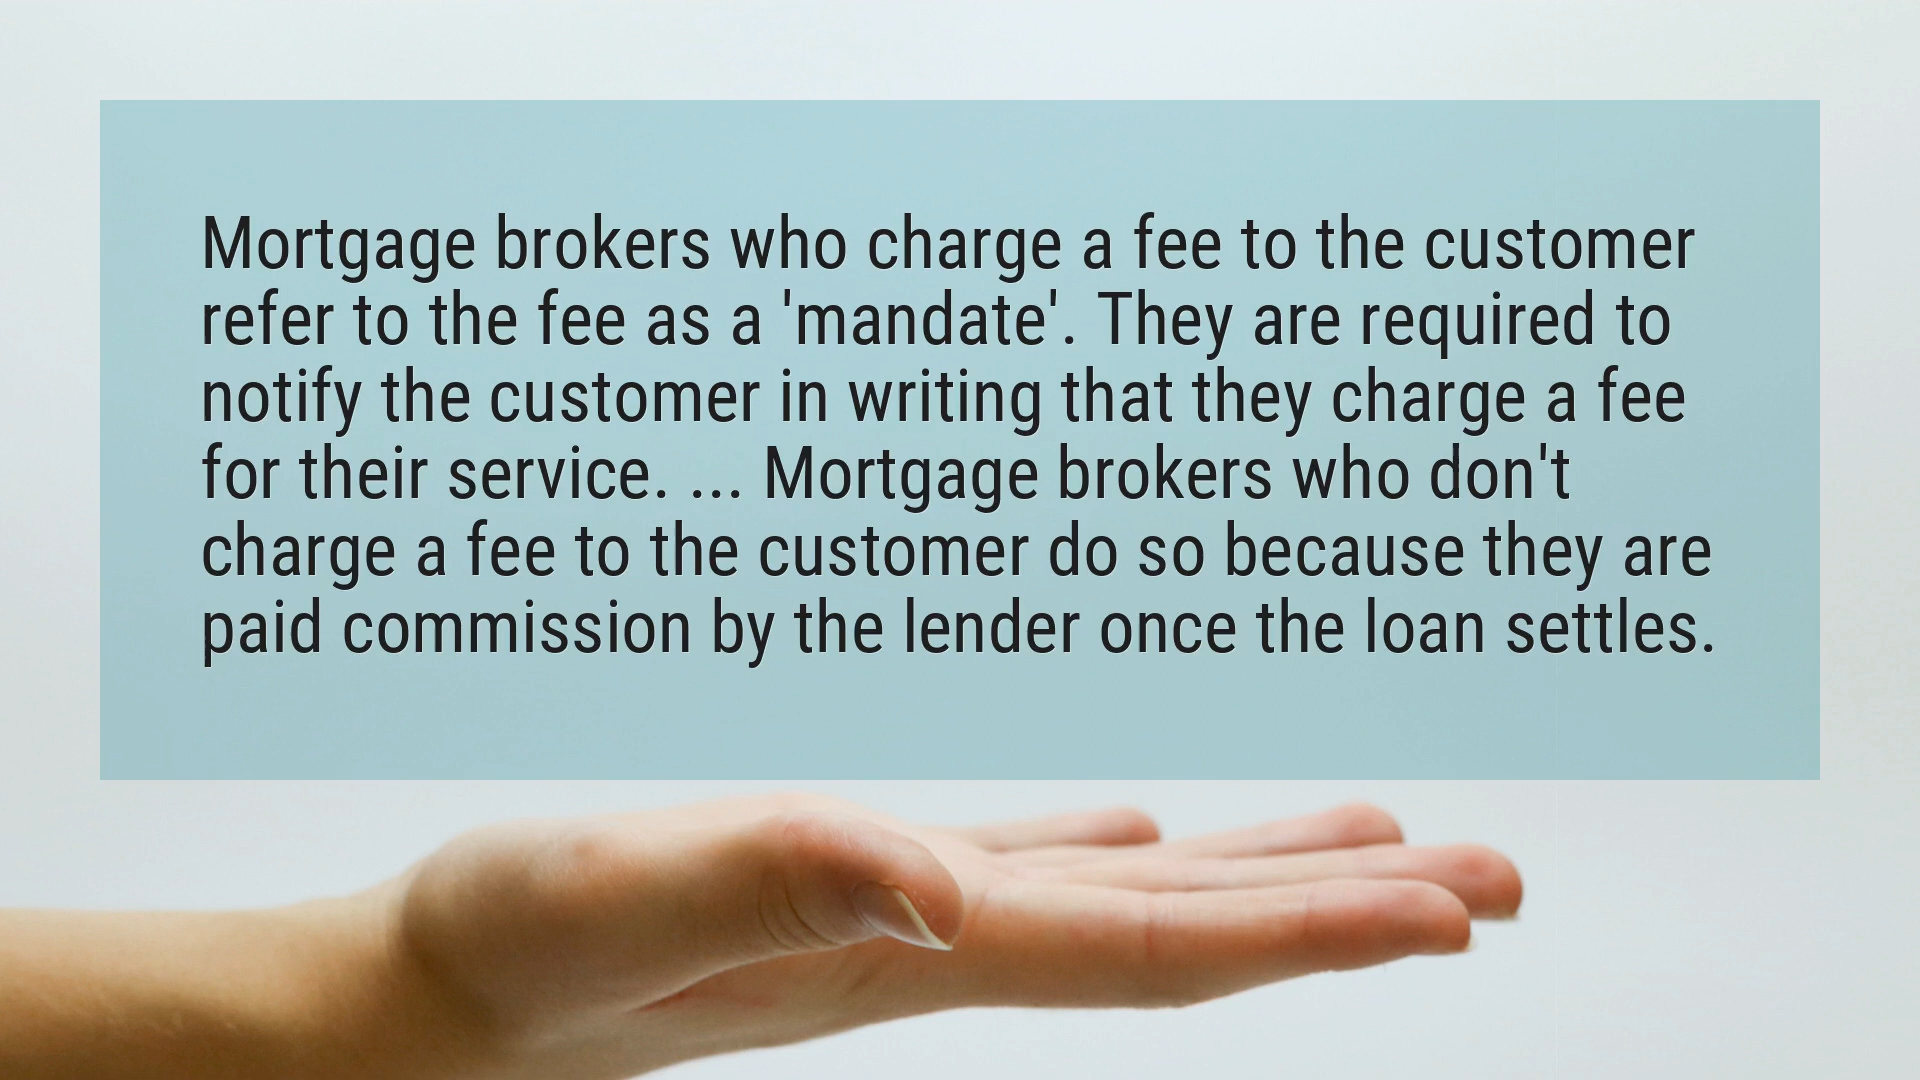 Mortgage brokers who charge a fee to the customer
refer to the fee as a 'mandate'. They are required to
notify the customer in writing that they charge a fee
for their service. ... Mortgage brokers who don't
charge a fee to the customer do so because they are
paid commission by the lender once the loan settles.